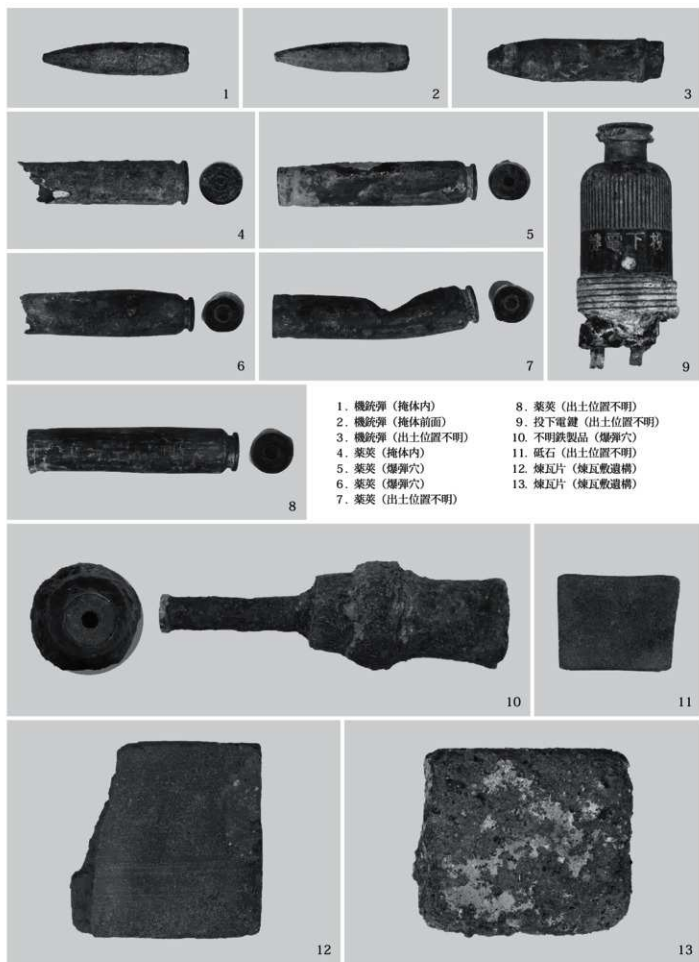 1
2
3
4
5
6
7
8
9
1. 機銃弾（掩体内）
2. 機銃弾（掩体前面）
3. 機銃弾（出土位置不明）
4. 薬莢（掩体内）
5. 薬莢（爆弾穴）
6. 薬莢（爆弾穴）
7. 薬莢（出土位置不明）
8. 薬莢（出土位置不明）
9. 投下電鍵（出土位置不明）
10. 不明鉄製品（爆弾穴）
11. 砥石（出土位置不明）
12. 煉瓦片（煉瓦敷遺構）
13. 煉瓦片（煉瓦敷遺構）
10
11
12
13